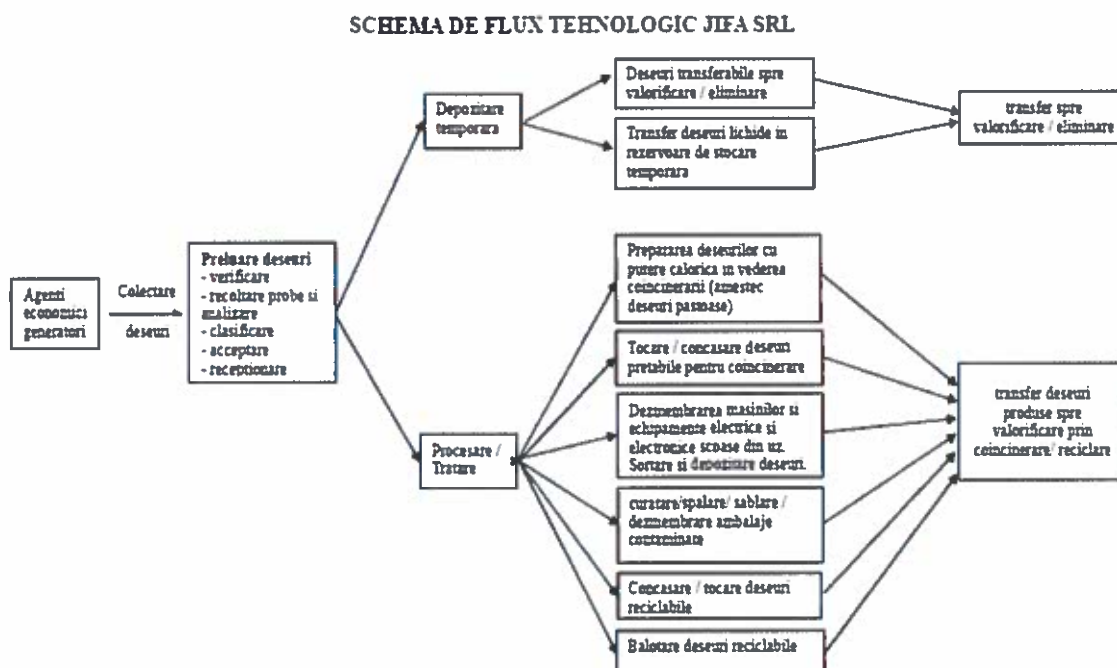 SCHEMA DE FLUX TEHNOLOGIC JIFA SRL
Deseuri transferabile spre
valorificare / eliminare
Depozitare
temporara
Transfer deseuri lichide in
rezervoare de stocare
temporara
transfer spre
valorificare / eliminare
Agenti
economici
generatori
Colectare
deseuri
Preluare deseuri
- verificare
- recoltare probe si
analizare
- clasificare
- acceptare
- receptionare
Procesare /
Tratare
Prepararea deseurilor cu
putere calorica in vederea
coincinerarii (amestec
deseuri pastoase)
Tocare / concasare deseuri
pretabile pentru coincinerare
Dezmembrarea masinilor si
echipamente electrice si
electronice scoase din uz.
Sortare si depozitare deseuri.
curatare/spalare/ sablare /
dezmembrare ambalaje
contaminate
Concasare / tocare deseuri
reciclabile
Balotare deseuri reciclabile
transfer deseuri
produse spre
valorificare prin
coincinerare/ reciclare